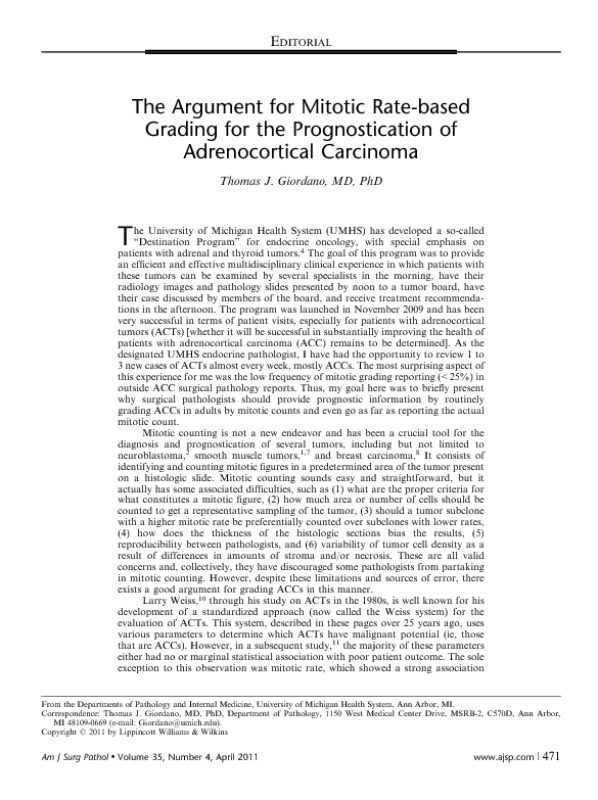 EDITORIAL
The Argument for Mitotic Rate-based
Grading for the Prognostication of
Adrenocortical Carcinoma
Thomas J. Giordano, MD, PhD
The University of Michigan Health System (UMHS) has developed a so-called
“Destination Program” for endocrine oncology, with special emphasis on
patients with adrenal and thyroid tumors.4 The goal of this program was to provide
an efficient and effective multidisciplinary clinical experience in which patients with
these tumors can be examined by several specialists in the morning, have their
radiology images and pathology slides presented by noon to a tumor board, have
their case discussed by members of the board, and receive treatment recommenda-
tions in the afternoon. The program was launched in November 2009 and has been
very successful in terms of patient visits, especially for patients with adrenocortical
tumors (ACTs) [whether it will be successful in substantially improving the health of
patients with adrenocortical carcinoma (ACC) remains to be determined]. As the
designated UMHS endocrine pathologist, I have had the opportunity to review 1 to
3 new cases of ACTs almost every week, mostly ACCs. The most surprising aspect of
this experience for me was the low frequency of mitotic grading reporting (<25%) in
outside ACC surgical pathology reports. Thus, my goal here was to briefly present
why surgical pathologists should provide prognostic information by routinely
grading ACCs in adults by mitotic counts and even go as far as reporting the actual
mitotic count.
Mitotic counting is not a new endeavor and has been a crucial tool for the
diagnosis and prognostication of several tumors, including but not limited to
neuroblastoma,2 smooth muscle tumors,1,7 and breast carcinoma.8 It consists of
identifying and counting mitotic figures in a predetermined area of the tumor present
on a histologic slide. Mitotic counting sounds easy and straightforward, but it
actually has some associated difficulties, such as (1) what are the proper criteria for
what constitutes a mitotic figure, (2) how much area or number of cells should be
counted to get a representative sampling of the tumor, (3) should a tumor subclone
with a higher mitotic rate be preferentially counted over subclones with lower rates,
(4) how does the thickness of the histologic sections bias the results, (5)
reproducibility between pathologists, and (6) variability of tumor cell density as a
result of differences in amounts of stroma and/or necrosis. These are all valid
concerns and, collectively, they have discouraged some pathologists from partaking
in mitotic counting. However, despite these limitations and sources of error, there
exists a good argument for grading ACCs in this manner.
Larry Weiss,10 through his study on ACTs in the 1980s, is well known for his
development of a standardized approach (now called the Weiss system) for the
evaluation of ACTs. This system, described in these pages over 25 years ago, uses
various parameters to determine which ACTs have malignant potential (ie, those
that are ACCs). However, in a subsequent study,11 the majority of these parameters
either had no or marginal statistical association with poor patient outcome. The sole
exception to this observation was mitotic rate, which showed a strong association
From the Departments of Pathology and Internal Medicine, University of Michigan Health System, Ann Arbor, MI.
Correspondence: Thomas J. Giordano, MD, PhD, Department of Pathology, 1150 West Medical Center Drive, MSRB-2, C570D, Ann Arbor,
MI 48109-0669 (e-mail: Giordano@umich.edu).
Copyright © 2011 by Lippincott Williams & Wilkins
Am J Surg Pathol • Volume 35, Number 4, April 2011
www.ajsp.com | 471